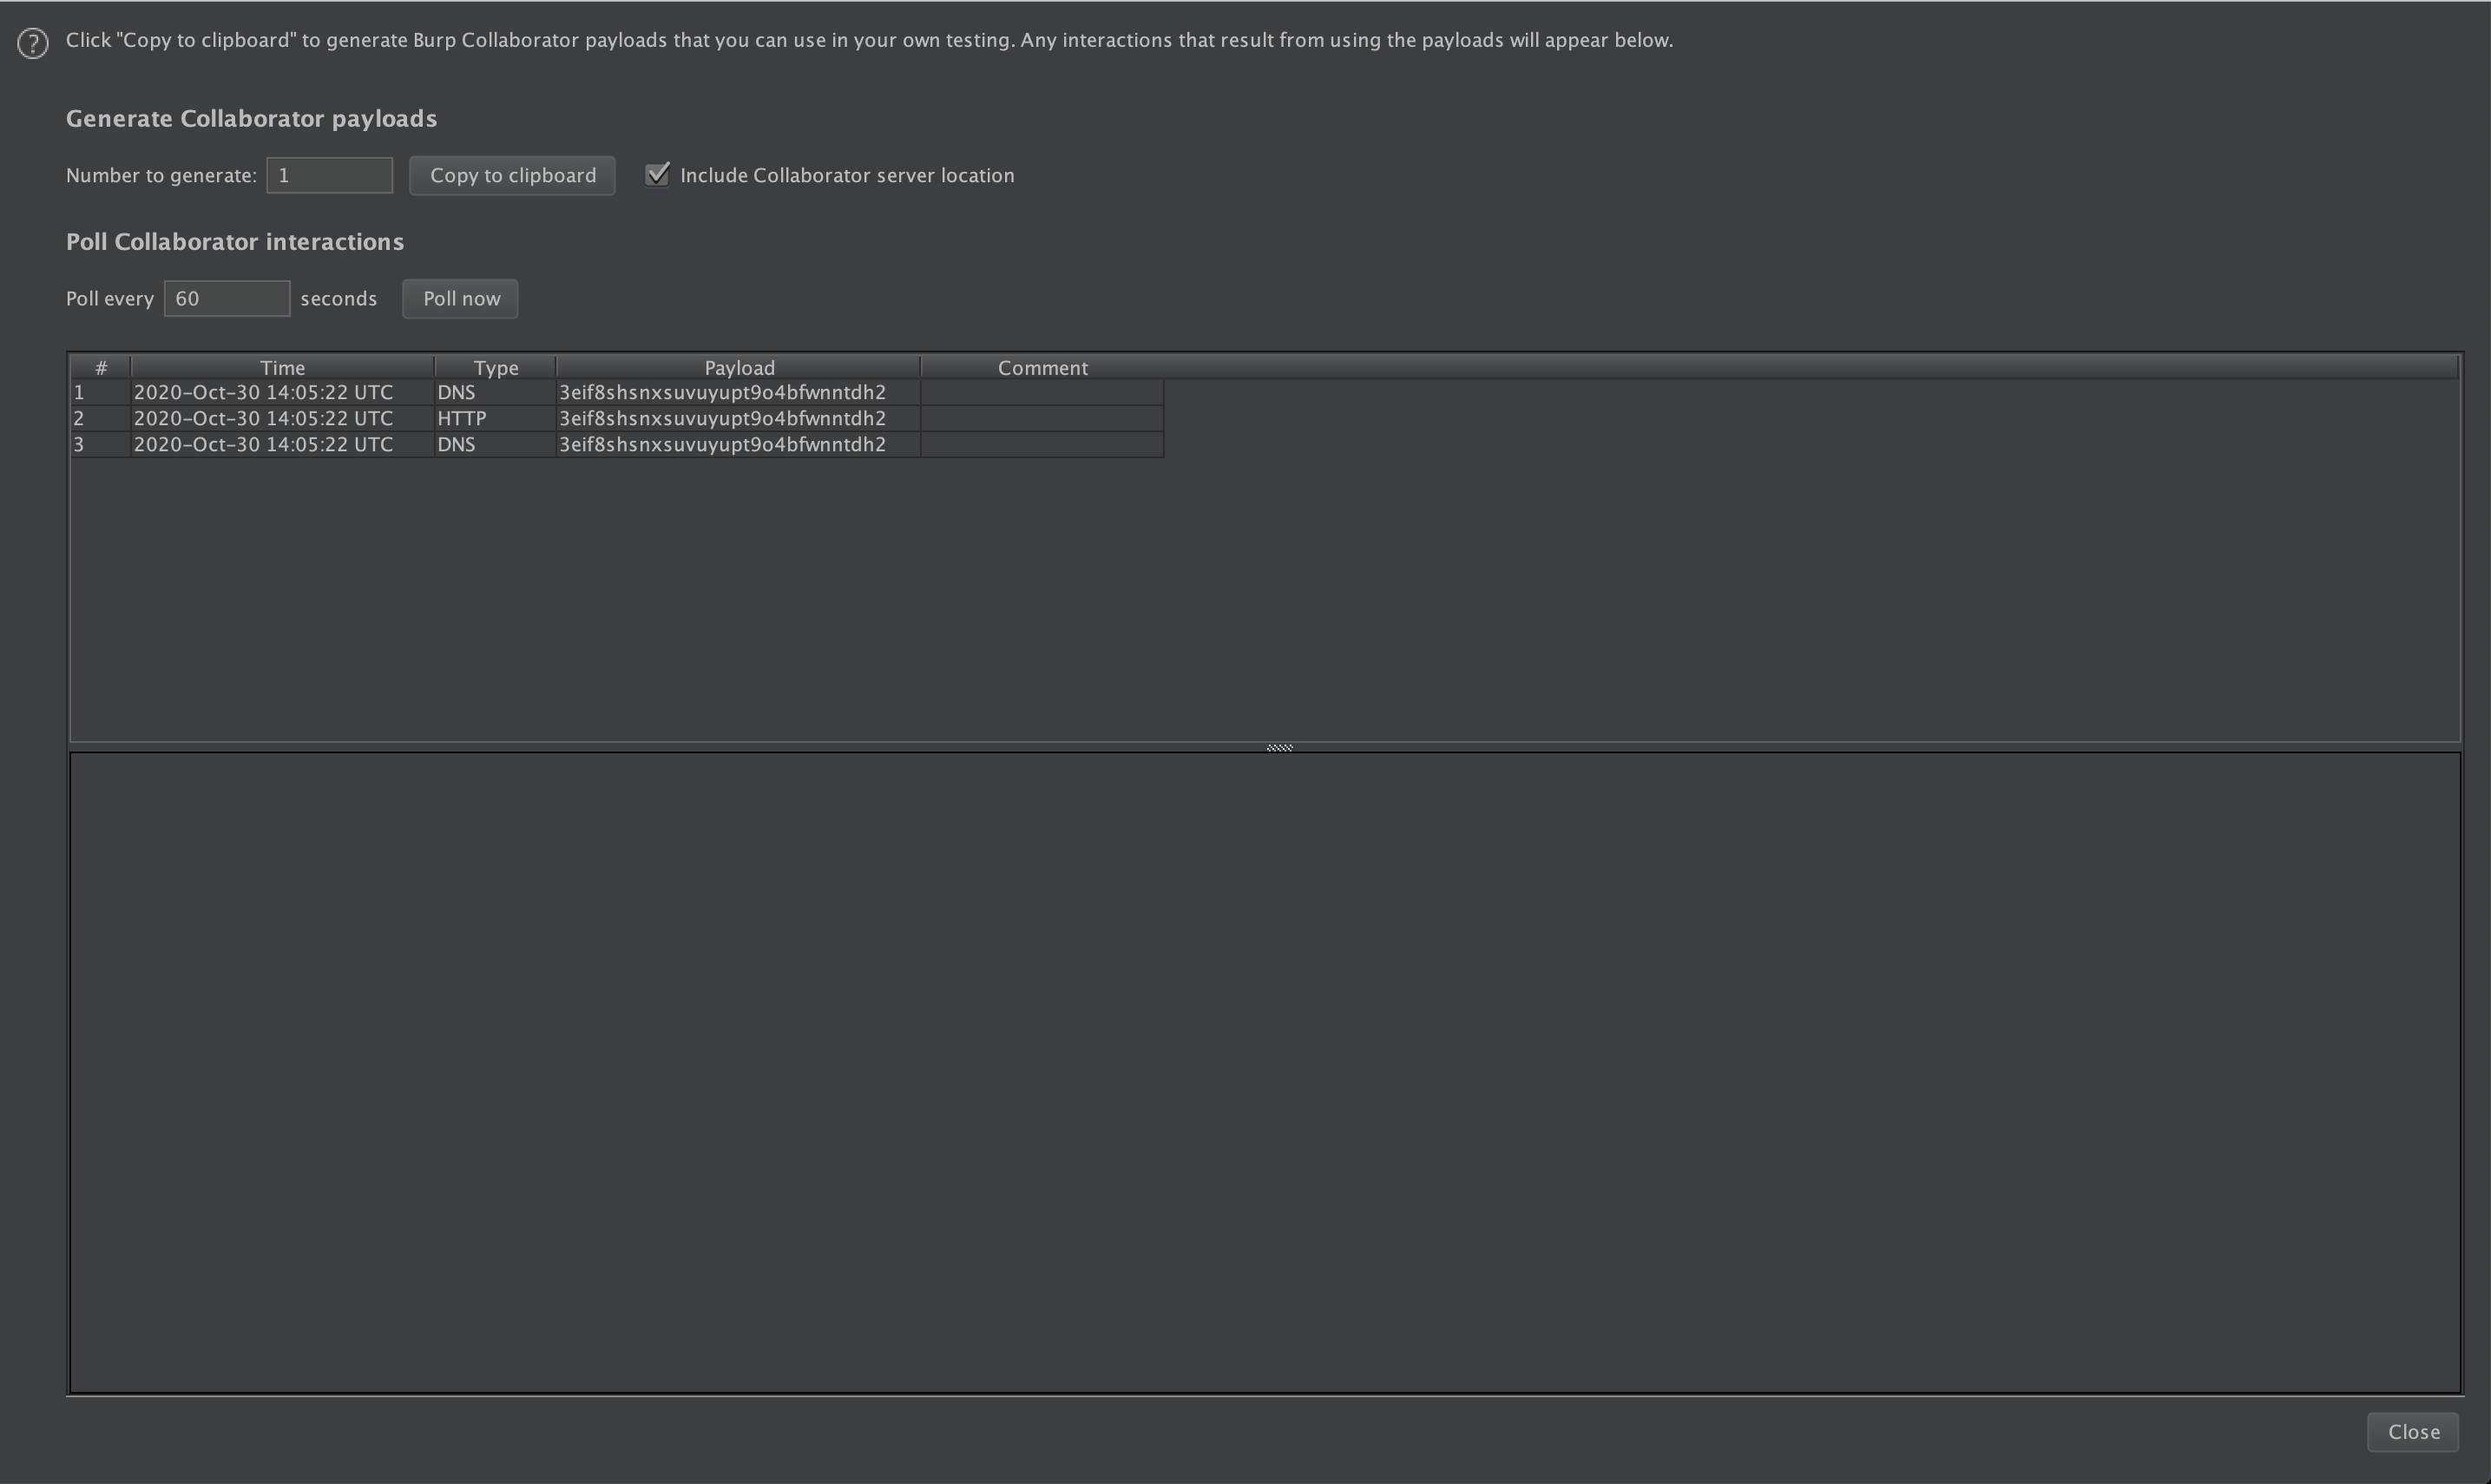 Click "Copy to clipboard" to generate Burp Collaborator payloads that you can use in your own testing. Any interactions that result from using the payloads will appear below.
Generate Collaborator payloads
Number to generate: 1 Copy to clipboard Include Collaborator server location
Poll Collaborator interactions
Poll every 60 seconds Poll now
# Time Type Payload Comment
1 2020-Oct-30 14:05:22 UTC DNS 3eif8shsnxsuvuyupt9o4bfwnntdh2
2 2020-Oct-30 14:05:22 UTC HTTP 3eif8shsnxsuvuyupt9o4bfwnntdh2
3 2020-Oct-30 14:05:22 UTC DNS 3eif8shsnxsuvuyupt9o4bfwnntdh2
Close